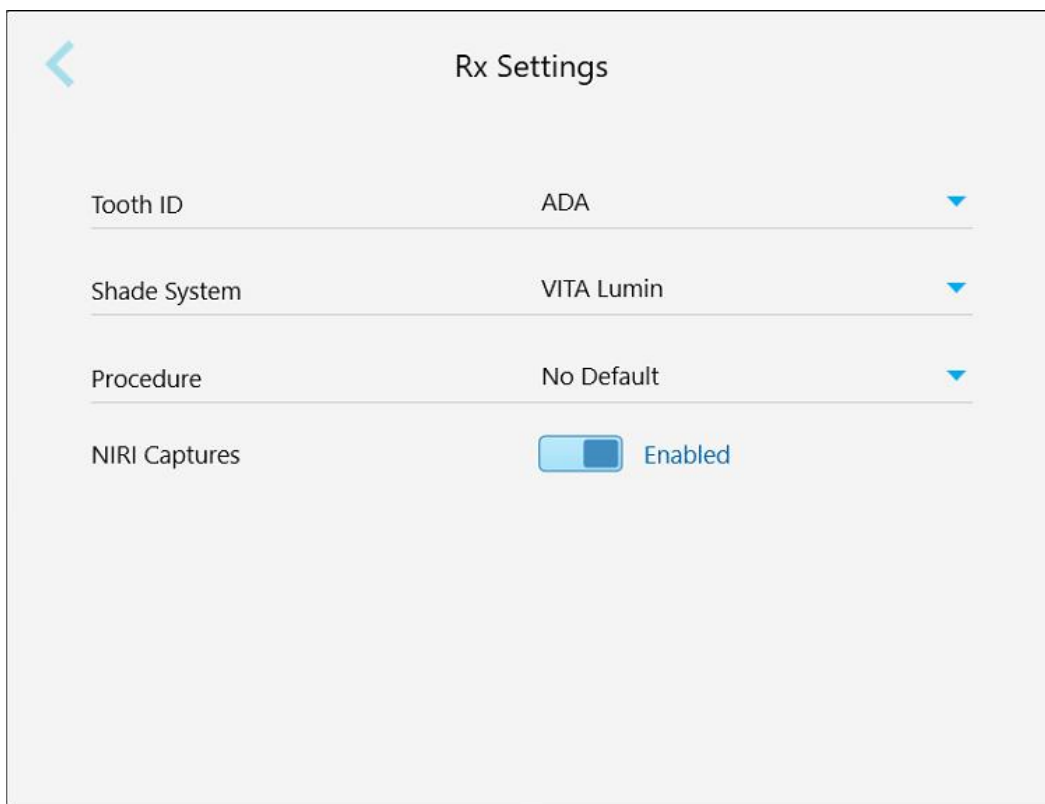 Rx Settings
Tooth ID ADA
Shade System VITA Lumin
Procedure No Default
NIRI Captures Enabled